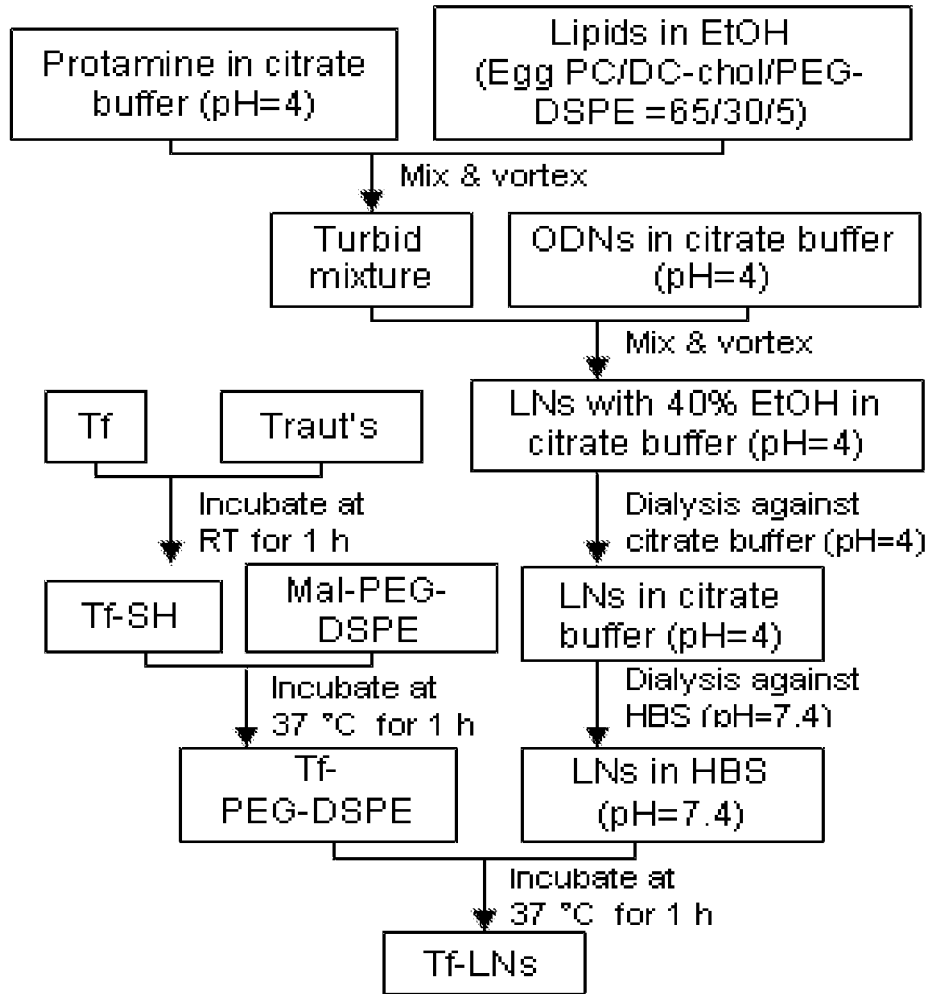 Protamine in citrate
buffer (pH=4)
Lipids in EtOH
(Egg PC/DC-chol/PEG-
DSPE =65/30/5)
Mix & vortex
Turbid
mixture
ODNs in citrate buffer
(pH=4)
Mix & vortex
LNs with 40% EtOH in
citrate buffer (pH=4)
Tf
Traut's
Incubate at
RT for 1 h
Dialysis against
citrate buffer (pH=4)
Tf-SH
Mal-PEG-
DSPE
LNs in citrate
buffer (pH=4)
Incubate at
37 °C for 1 h
Dialysis against
HBS (pH=7.4)
Tf-
PEG-DSPE
LNs in HBS
(pH=7.4)
Incubate at
37 °C for 1 h
Tf-LNs